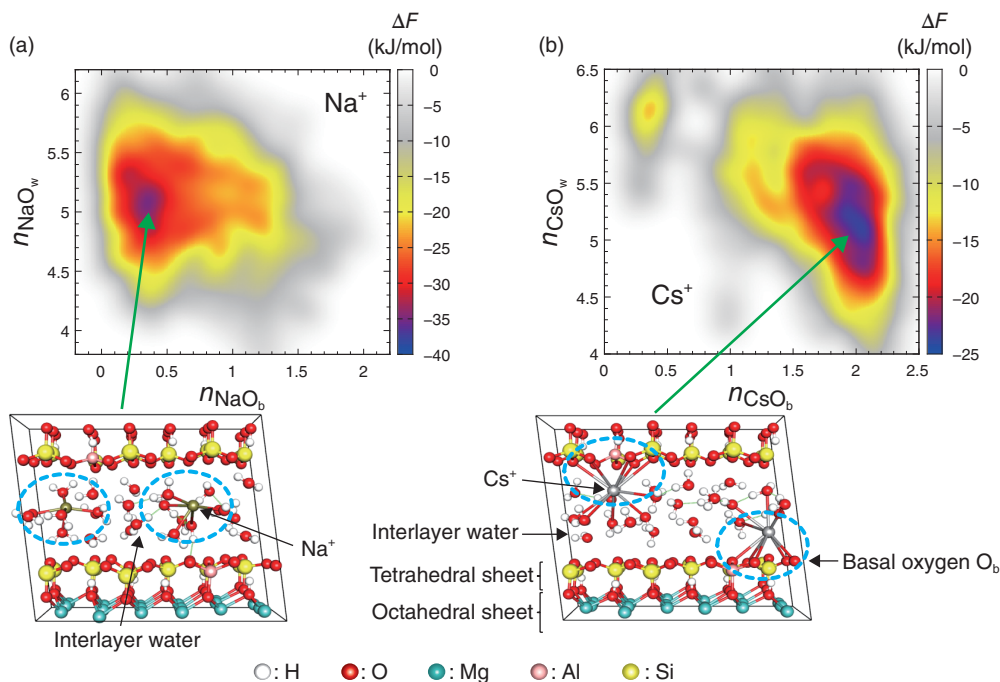 (a)
ΔF
(kJ/mol)
Na⁺
6
5.5
5
4.5
4
0
0.5
1
1.5
2
n_NaO_w
n_NaO_b
0
−5
−10
−15
−20
−25
−30
−35
−40
(b)
ΔF
(kJ/mol)
Cs⁺
6.5
6
5.5
5
4.5
4
0
0.5
1
1.5
2
2.5
n_CsO_w
n_CsO_b
0
−5
−10
−15
−20
−25
Na⁺
Interlayer water
Cs⁺
Interlayer water
Tetrahedral sheet
Octahedral sheet
Basal oxygen O_b
: H : O : Mg : Al : Si